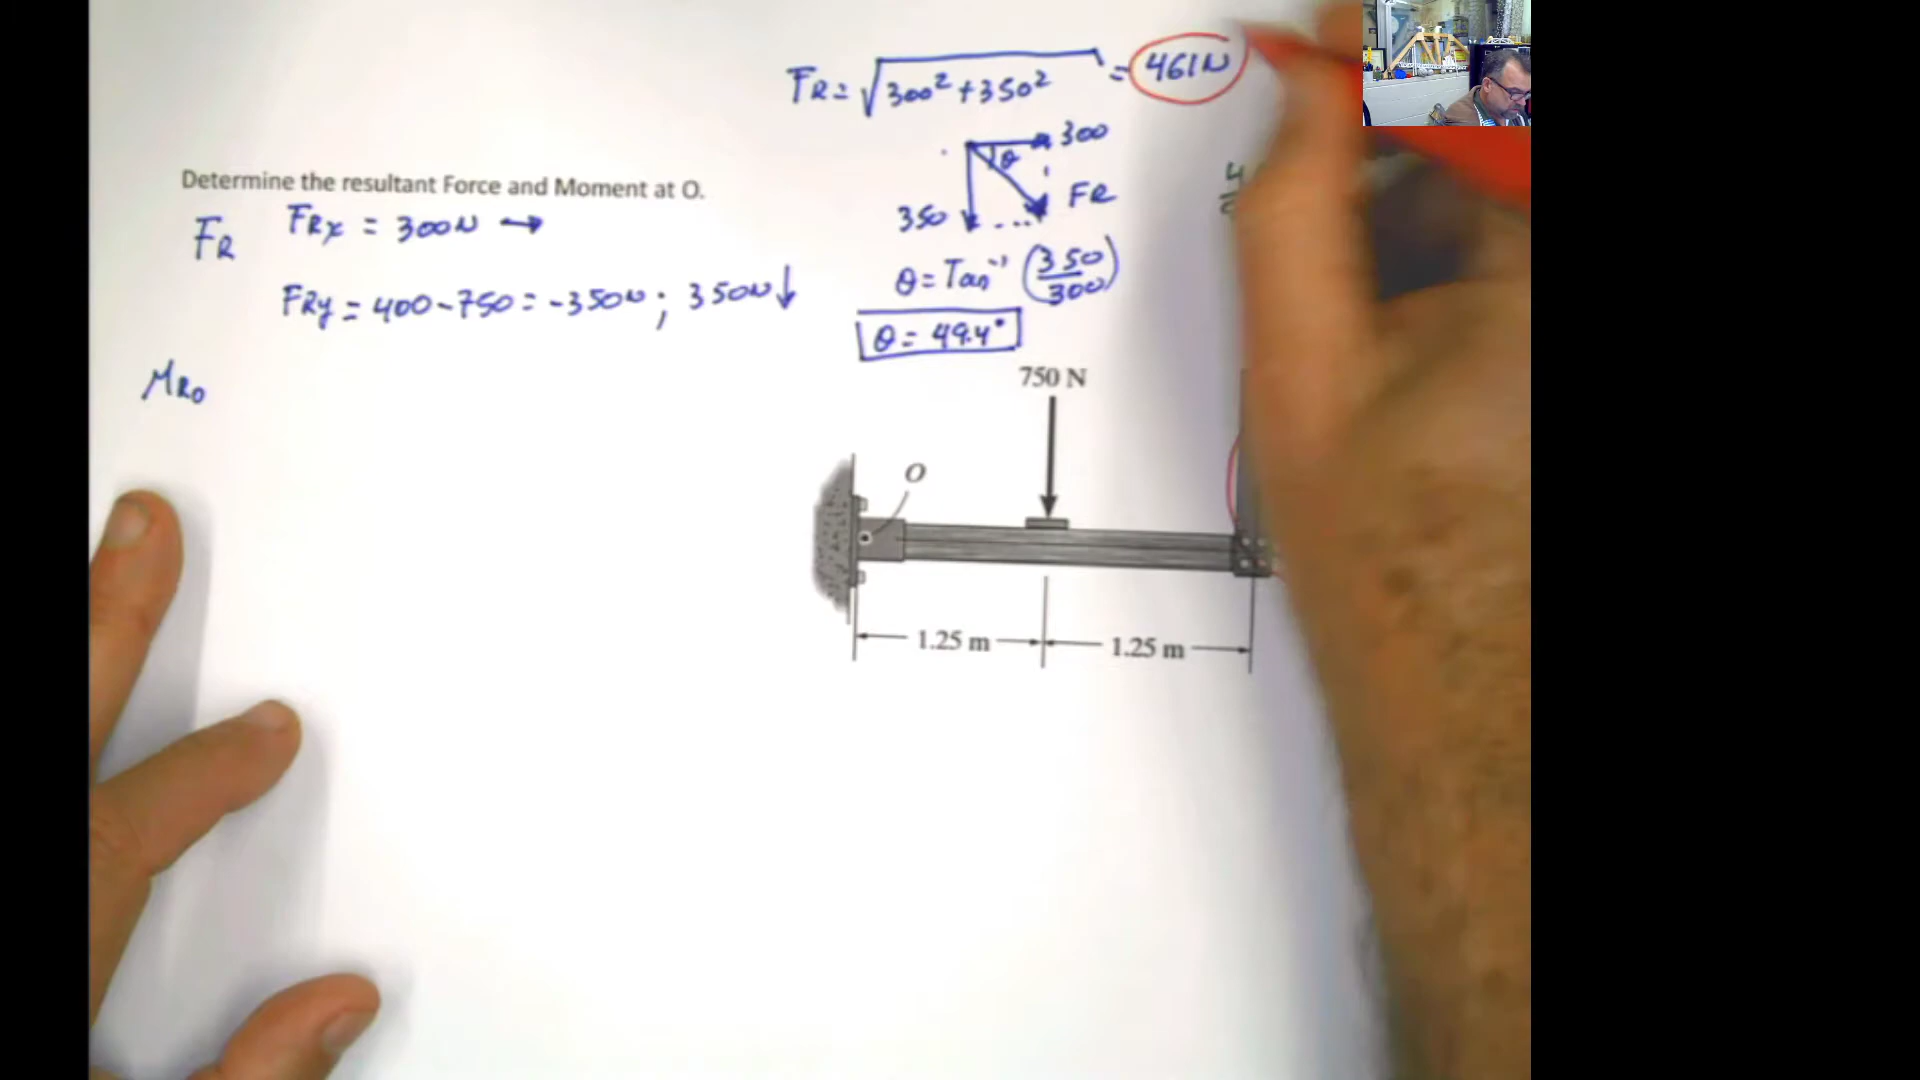 FR = √300² + 350² = 461N
300
θ
Determine the resultant Force and Moment at O.
350
FR
FR FRx = 300N →
θ = Tan⁻¹ (350/300)
FRy = 400 - 750 = -350N ; 350N ↓
θ = 49.4°
750 N
MRo
O
1.25 m
1.25 m